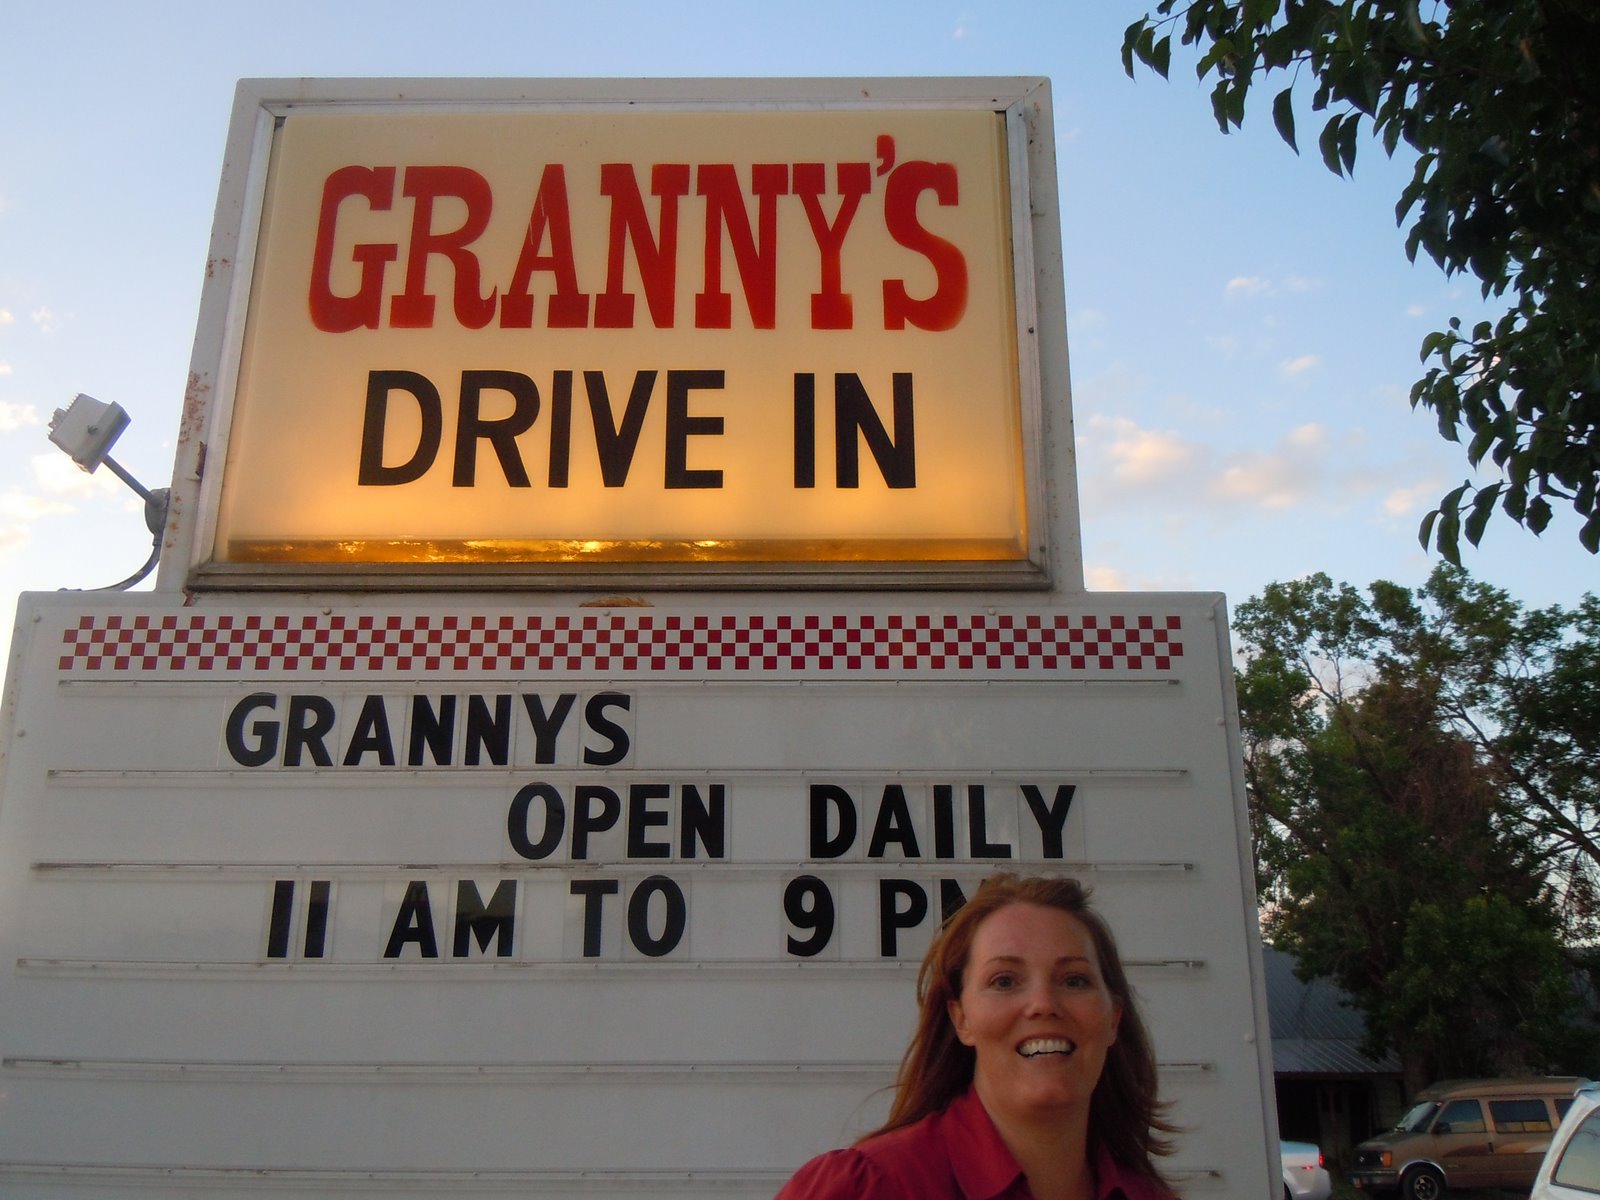 GRANNY'S
DRIVE IN
GRANNYS
OPEN DAILY
11 AM TO 9 PM